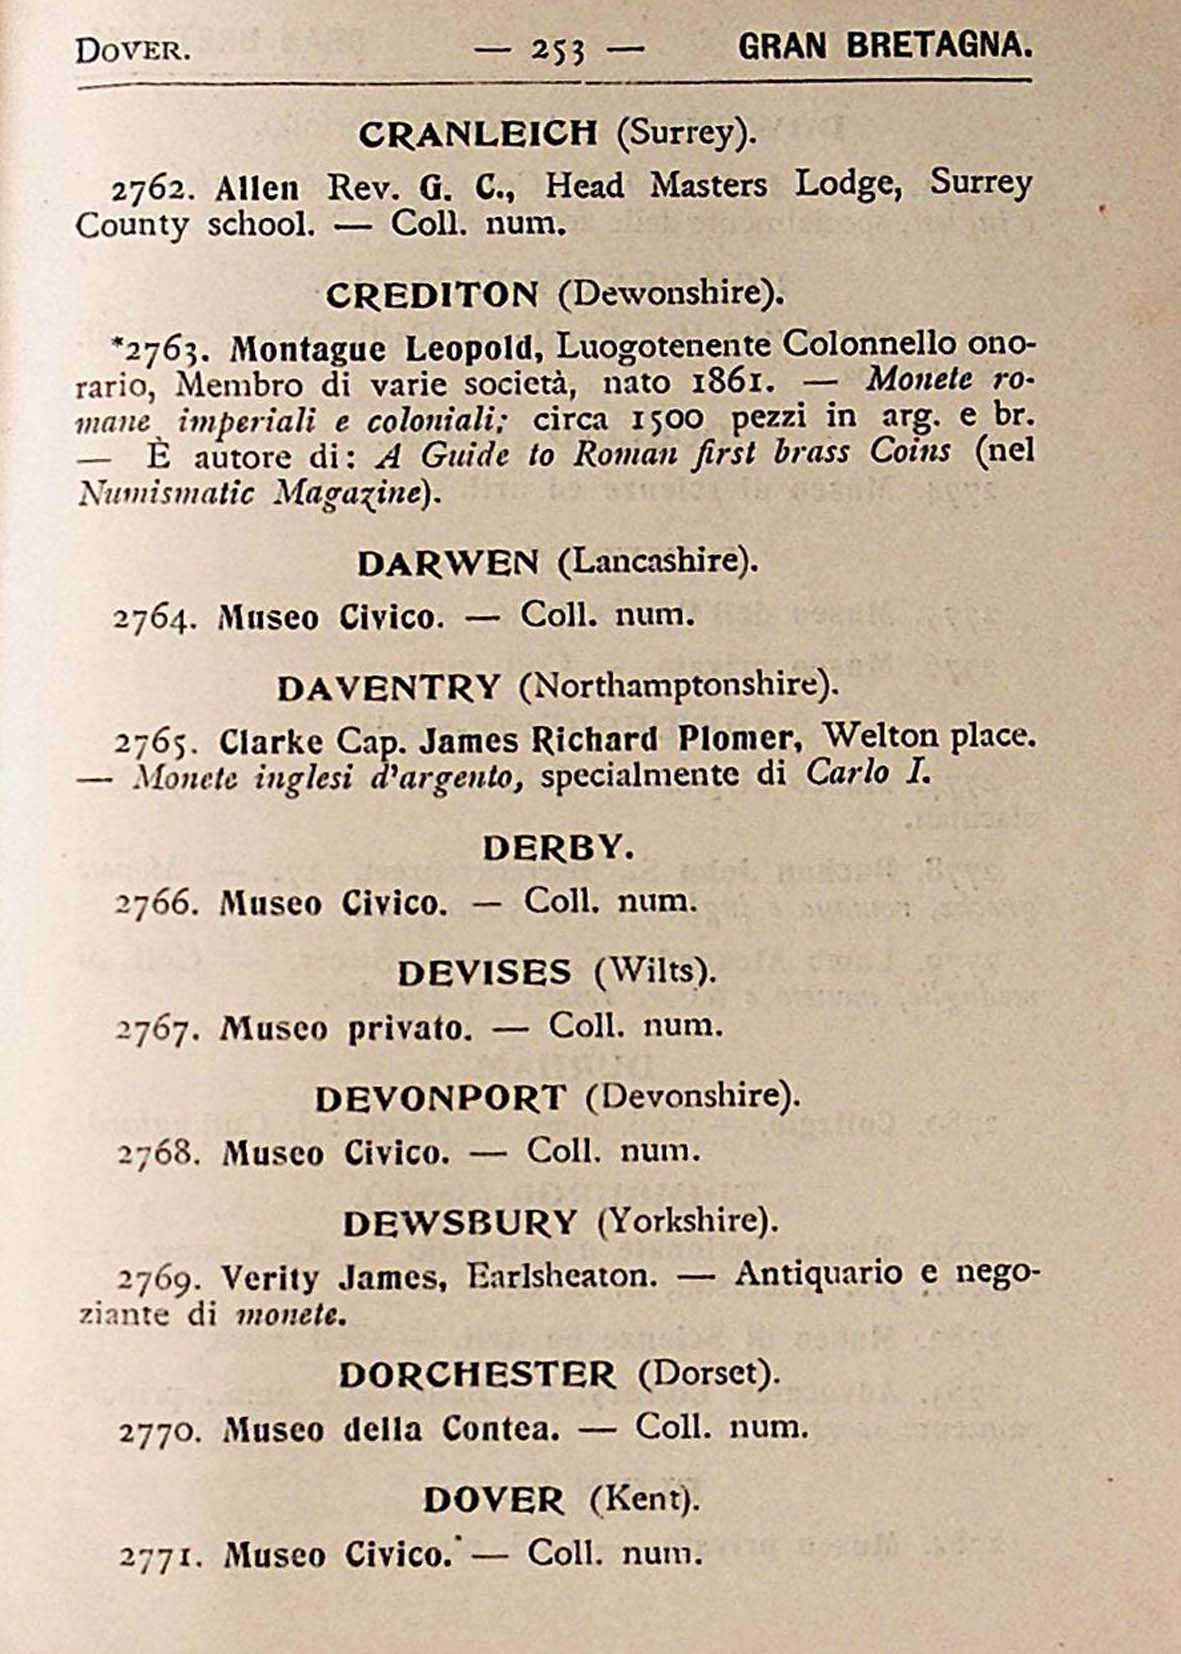 DOVER. — 253 — GRAN BRETAGNA.
CRANLEICH (Surrey).
2762. Allen Rev. G. C., Head Masters Lodge, Surrey
County school. — Coll. num.
CREDITON (Dewonshire).
*2763. Montague Leopold, Luogotenente Colonnello ono-
rario, Membro di varie società, nato 1861. — Monete ro-
mane imperiali e coloniali; circa 1500 pezzi in arg. e br.
— È autore di: A Guide to Roman first brass Coins (nel
Numismatic Magazine).
DARWEN (Lancashire).
2764. Museo Civico. — Coll. num.
DAVENTRY (Northamptonshire).
2765. Clarke Cap. James Richard Plomer, Welton place.
— Monete inglesi d'argento, specialmente di Carlo I.
DERBY.
2766. Museo Civico. — Coll. num.
DEVISES (Wilts).
2767. Museo privato. — Coll. num.
DEVONPORT (Devonshire).
2768. Museo Civico. — Coll. num.
DEWSBURY (Yorkshire).
2769. Verity James, Earlsheaton. — Antiquario e nego-
ziante di monete.
DORCHESTER (Dorset).
2770. Museo della Contea. — Coll. num.
DOVER (Kent).
2771. Museo Civico. — Coll. num.